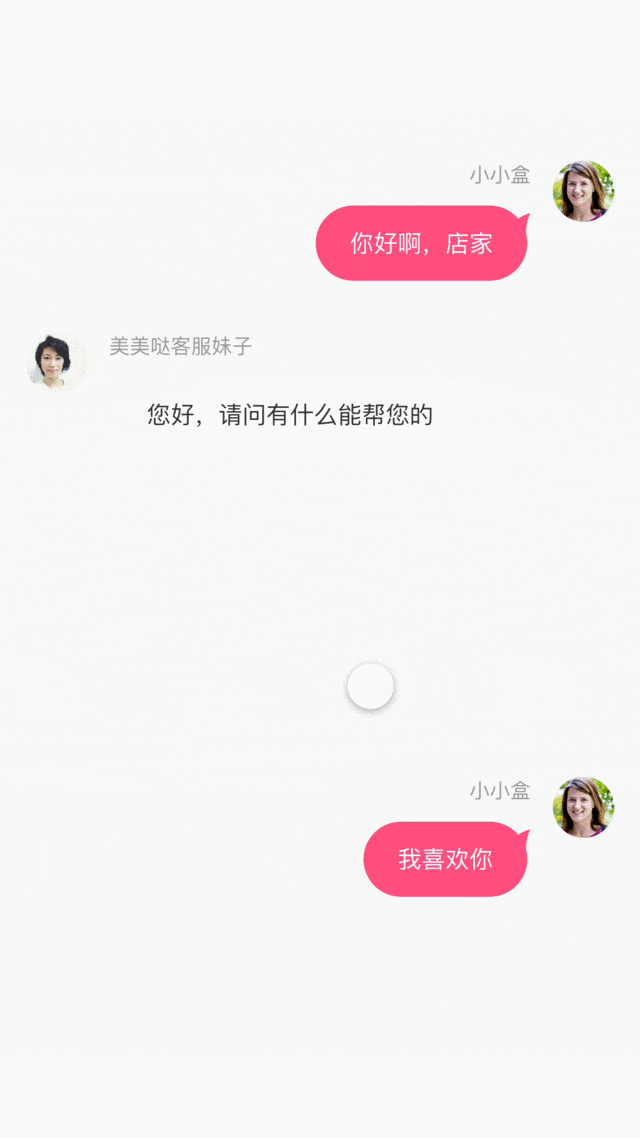 小小盒
你好啊，店家
美美哒客服妹子
您好，请问有什么能帮您的
小小盒
我喜欢你